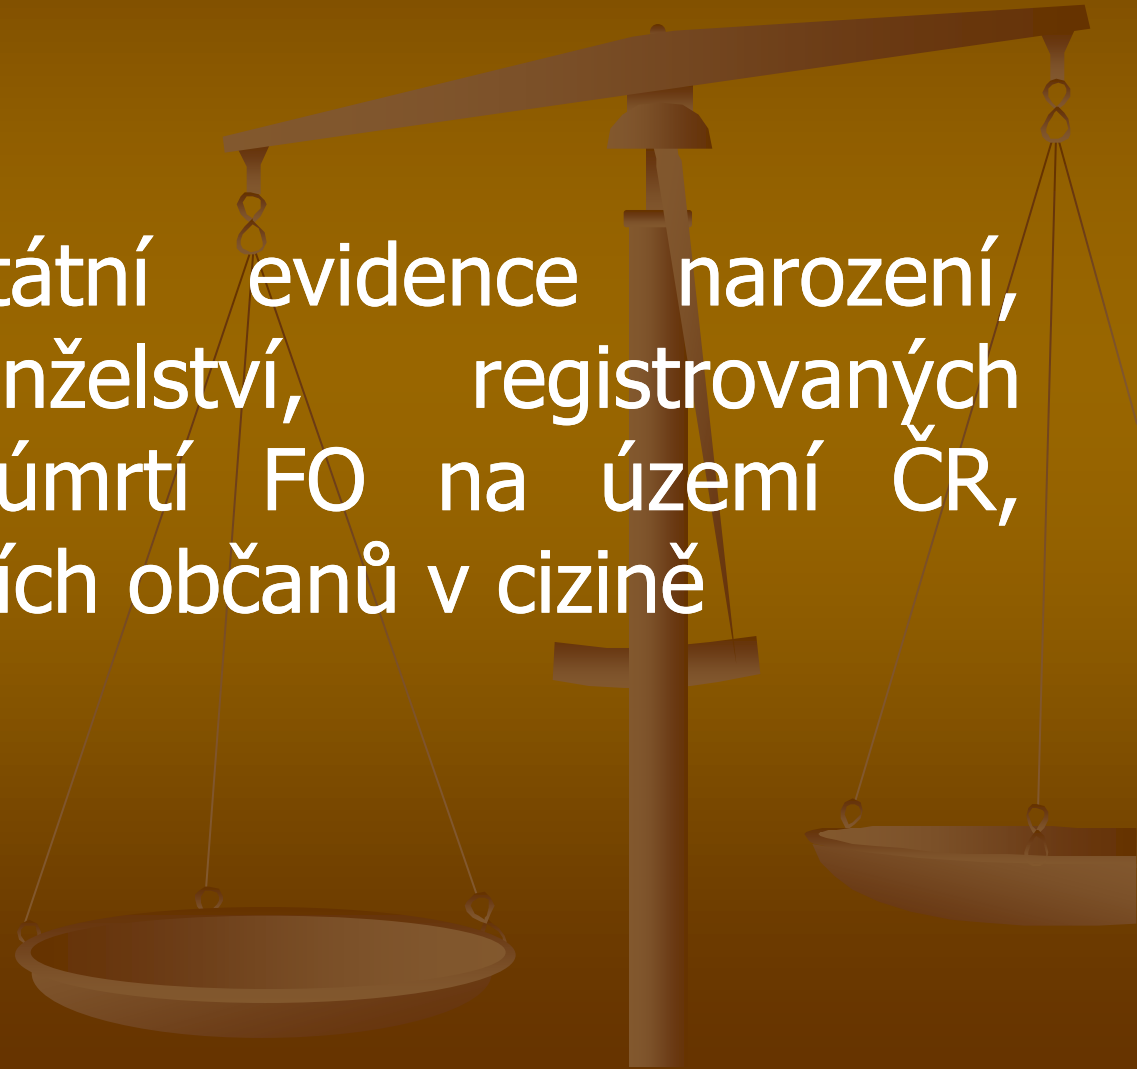 tátní evidence narození,
nželství, registrovaných
úmrtí FO na území ČR,
ích občanů v cizině